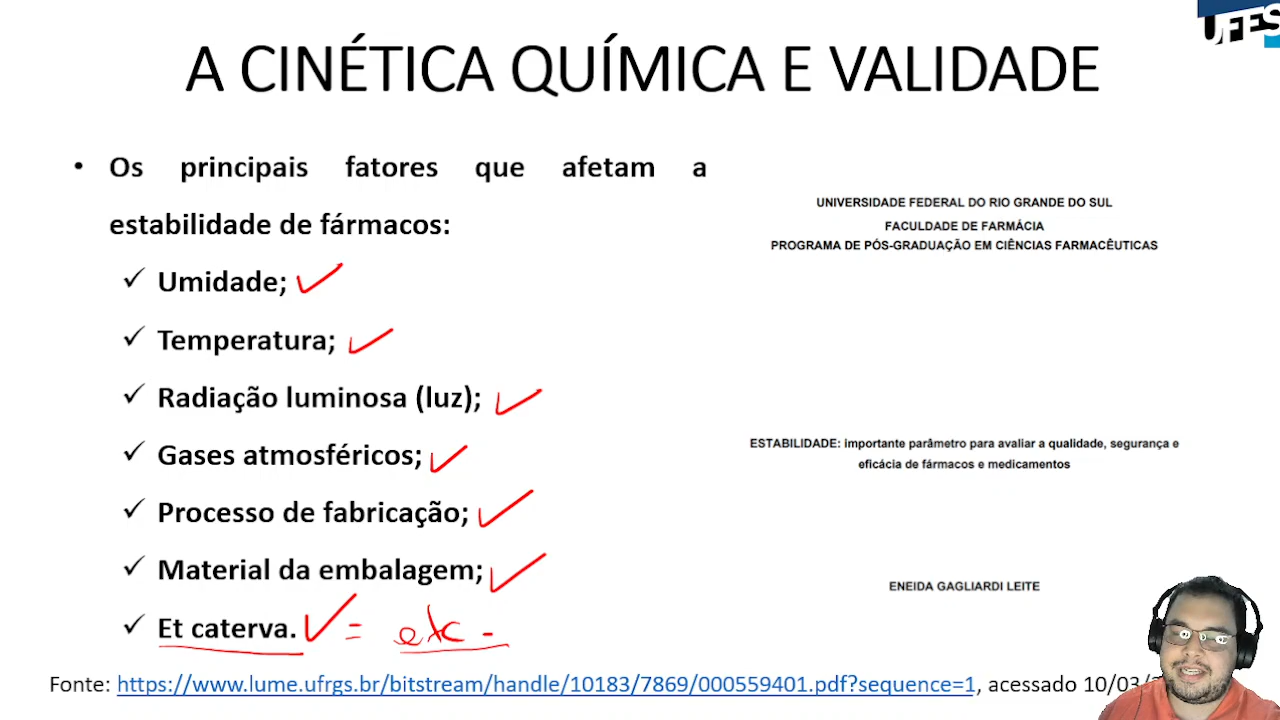 UFES
A CINÉTICA QUÍMICA E VALIDADE
• Os principais fatores que afetam a
estabilidade de fármacos:
✓ Umidade;
✓ Temperatura;
✓ Radiação luminosa (luz);
✓ Gases atmosféricos;
✓ Processo de fabricação;
✓ Material da embalagem;
✓ Et caterva. = etc.
UNIVERSIDADE FEDERAL DO RIO GRANDE DO SUL
FACULDADE DE FARMÁCIA
PROGRAMA DE PÓS-GRADUAÇÃO EM CIÊNCIAS FARMACÊUTICAS
ESTABILIDADE: importante parâmetro para avaliar a qualidade, segurança e
eficácia de fármacos e medicamentos
ENEIDA GAGLIARDI LEITE
Fonte: https://www.lume.ufrgs.br/bitstream/handle/10183/7869/000559401.pdf?sequence=1, acessado 10/03/